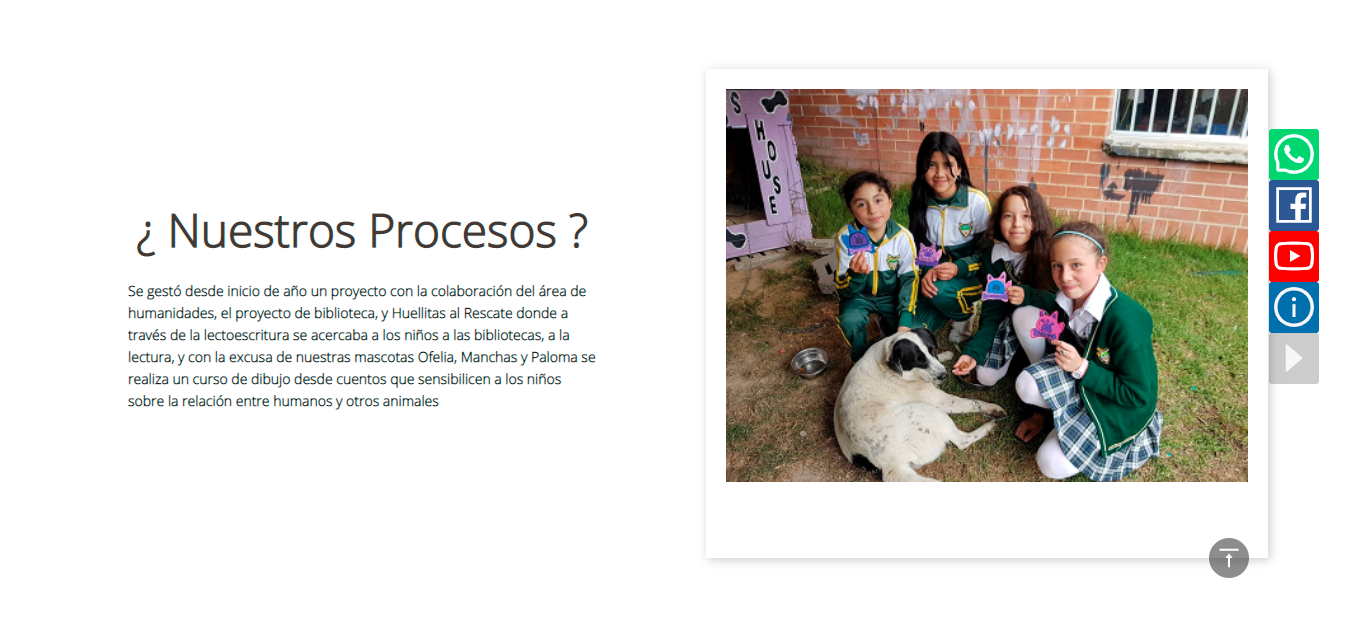 ¿ Nuestros Procesos ?
Se gestó desde inicio de año un proyecto con la colaboración del área de
humanidades, el proyecto de biblioteca, y Huellitas al Rescate donde a
través de la lectoescritura se acercaba a los niños a las bibliotecas, a la
lectura, y con la excusa de nuestras mascotas Ofelia, Manchas y Paloma se
realiza un curso de dibujo desde cuentos que sensibilicen a los niños
sobre la relación entre humanos y otros animales
S
HOUSE